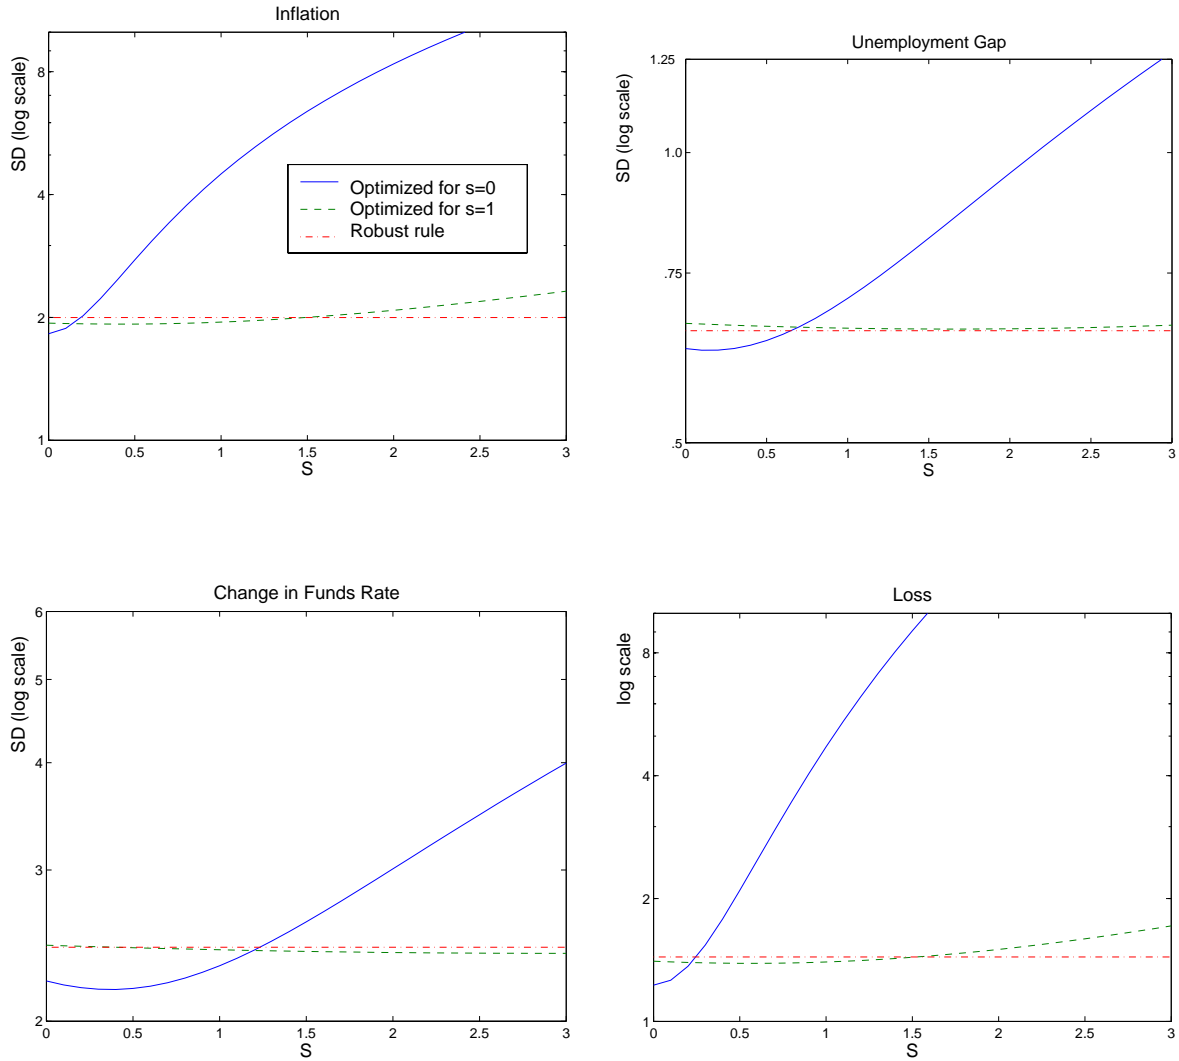 Inflation
SD (log scale)
8
4
2
1
0 0.5 1 1.5 2 2.5 3
S
Optimized for s=0
Optimized for s=1
Robust rule
Unemployment Gap
SD (log scale)
1.25
1.0
.75
.5
0 0.5 1 1.5 2 2.5 3
S
Change in Funds Rate
SD (log scale)
6
5
4
3
2
0 0.5 1 1.5 2 2.5 3
S
Loss
log scale
8
4
2
1
0 0.5 1 1.5 2 2.5 3
S